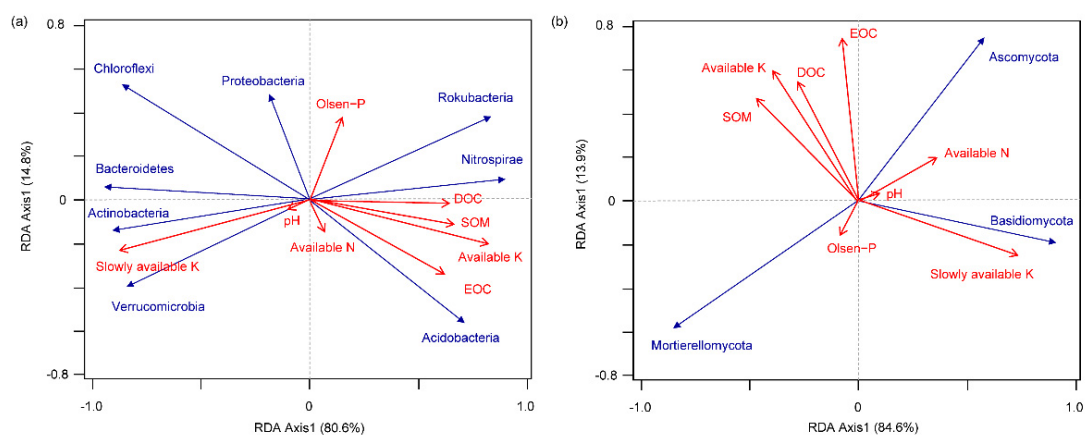 (a)
0.8
Chloroflexi
Proteobacteria
Olsen-P
Rokubacteria
Nitrospirae
Bacteroidetes
0
DOC
Actinobacteria
pH
SOM
Available N
Available K
Slowly available K
EOC
Verrucomicrobia
Acidobacteria
-0.8
-1.0
0
1.0
RDA Axis1 (80.6%)
RDA Axis1 (14.8%)
(b)
0.8
EOC
Ascomycota
Available K
DOC
SOM
Available N
pH
0
Basidiomycota
Olsen-P
Slowly available K
Mortierellomycota
-0.8
-1.0
0
1.0
RDA Axis1 (84.6%)
RDA Axis1 (13.9%)